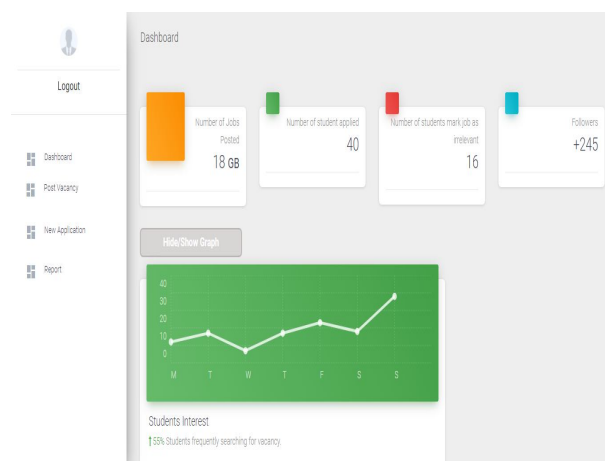 Dashboard
Logout
Dashboard
Post Vacancy
New Application
Report
Number of Jobs
Posted
18 GB
Number of student applied
40
Number of students mark job as
irrelevant
16
Followers
+245
Hide/Show Graph
40
30
20
10
0
M T W T F S S
Students Interest
↑ 55% Students frequently searching for vacancy.